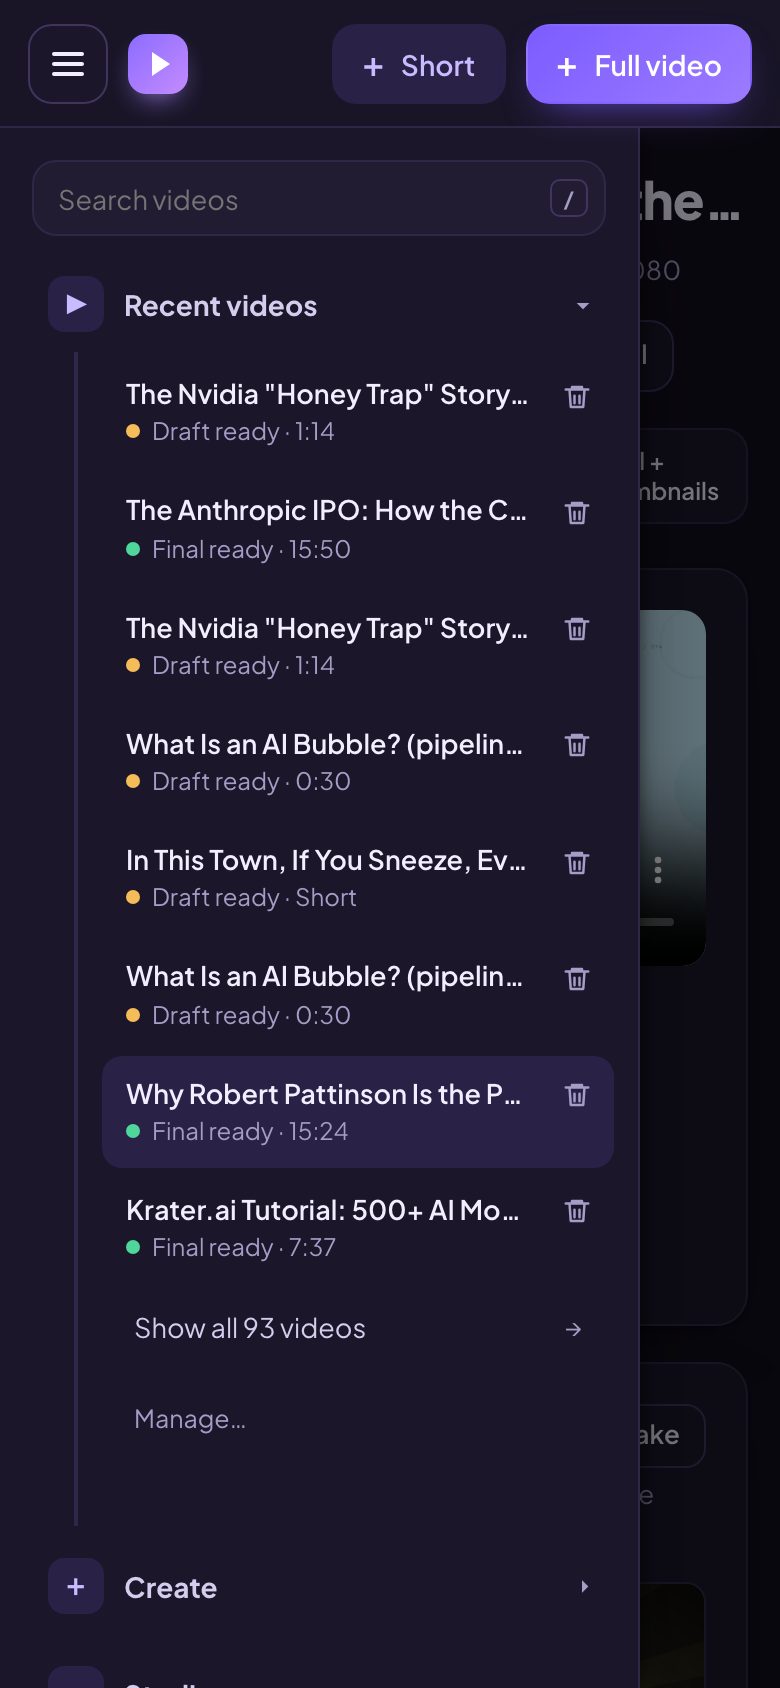 + Short
+ Full video
Search videos
/
the...
080
Recent videos
The Nvidia "Honey Trap" Story...
Draft ready · 1:14
The Anthropic IPO: How the C...
Final ready · 15:50
The Nvidia "Honey Trap" Story...
Draft ready · 1:14
What Is an AI Bubble? (pipelin...
Draft ready · 0:30
In This Town, If You Sneeze, Ev...
Draft ready · Short
What Is an AI Bubble? (pipelin...
Draft ready · 0:30
Why Robert Pattinson Is the P...
Final ready · 15:24
Krater.ai Tutorial: 500+ AI Mo...
Final ready · 7:37
Show all 93 videos →
Manage...
+ Create